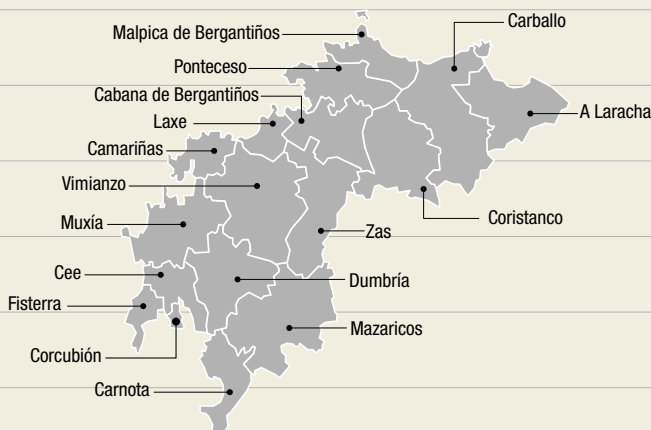 Malpica de Bergantiños
Carballo
Ponteceso
Cabana de Bergantiños
A Laracha
Laxe
Camariñas
Vimianzo
Coristanco
Muxía
Zas
Cee
Dumbría
Fisterra
Mazaricos
Corcubión
Carnota